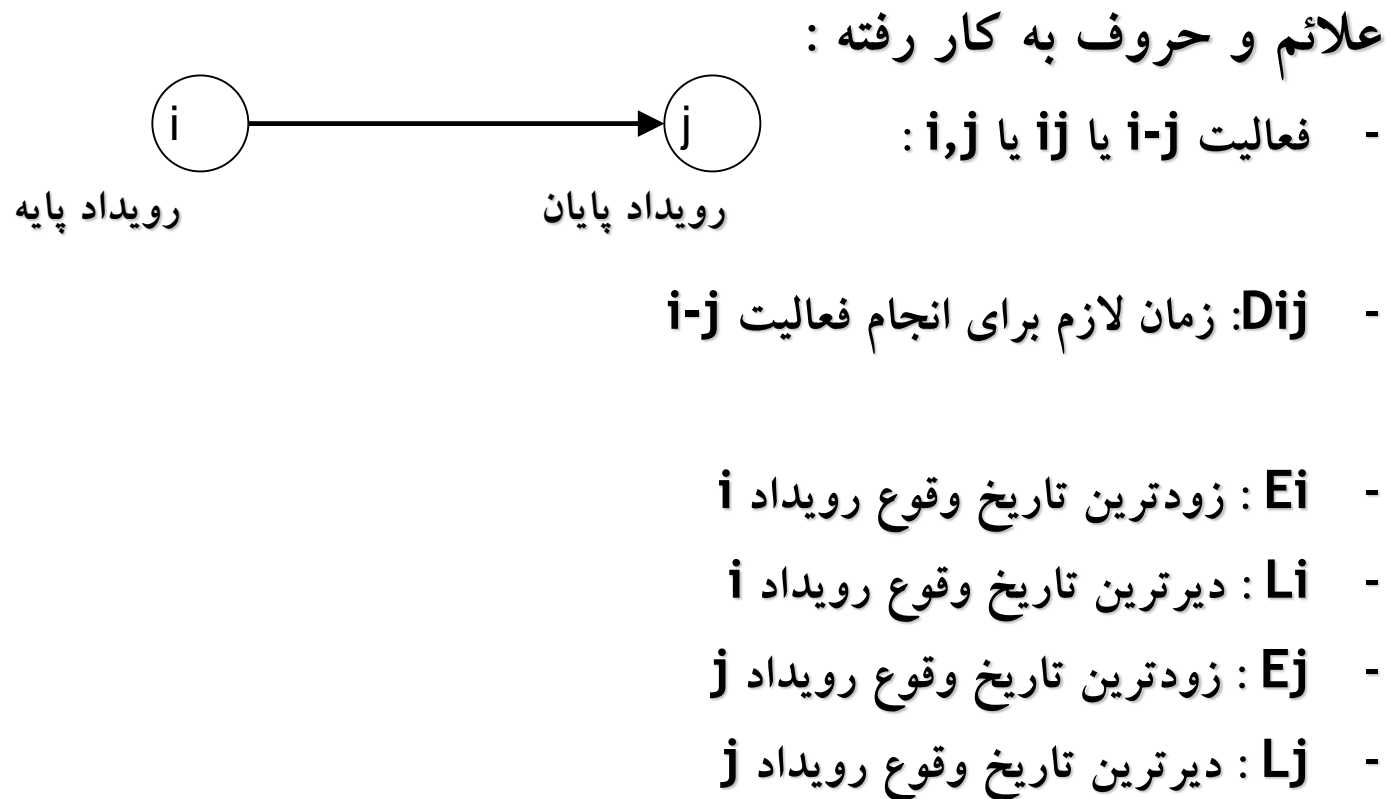 علائم و حروف به کار رفته :
- فعالیت i-j یا ij یا i,j :
i
j
رویداد پایه
رویداد پایان
- Dij: زمان لازم برای انجام فعالیت i-j
- Ei : زودترین تاریخ وقوع رویداد i
- Li : دیرترین تاریخ وقوع رویداد i
- Ej : زودترین تاریخ وقوع رویداد j
- Lj : دیرترین تاریخ وقوع رویداد j